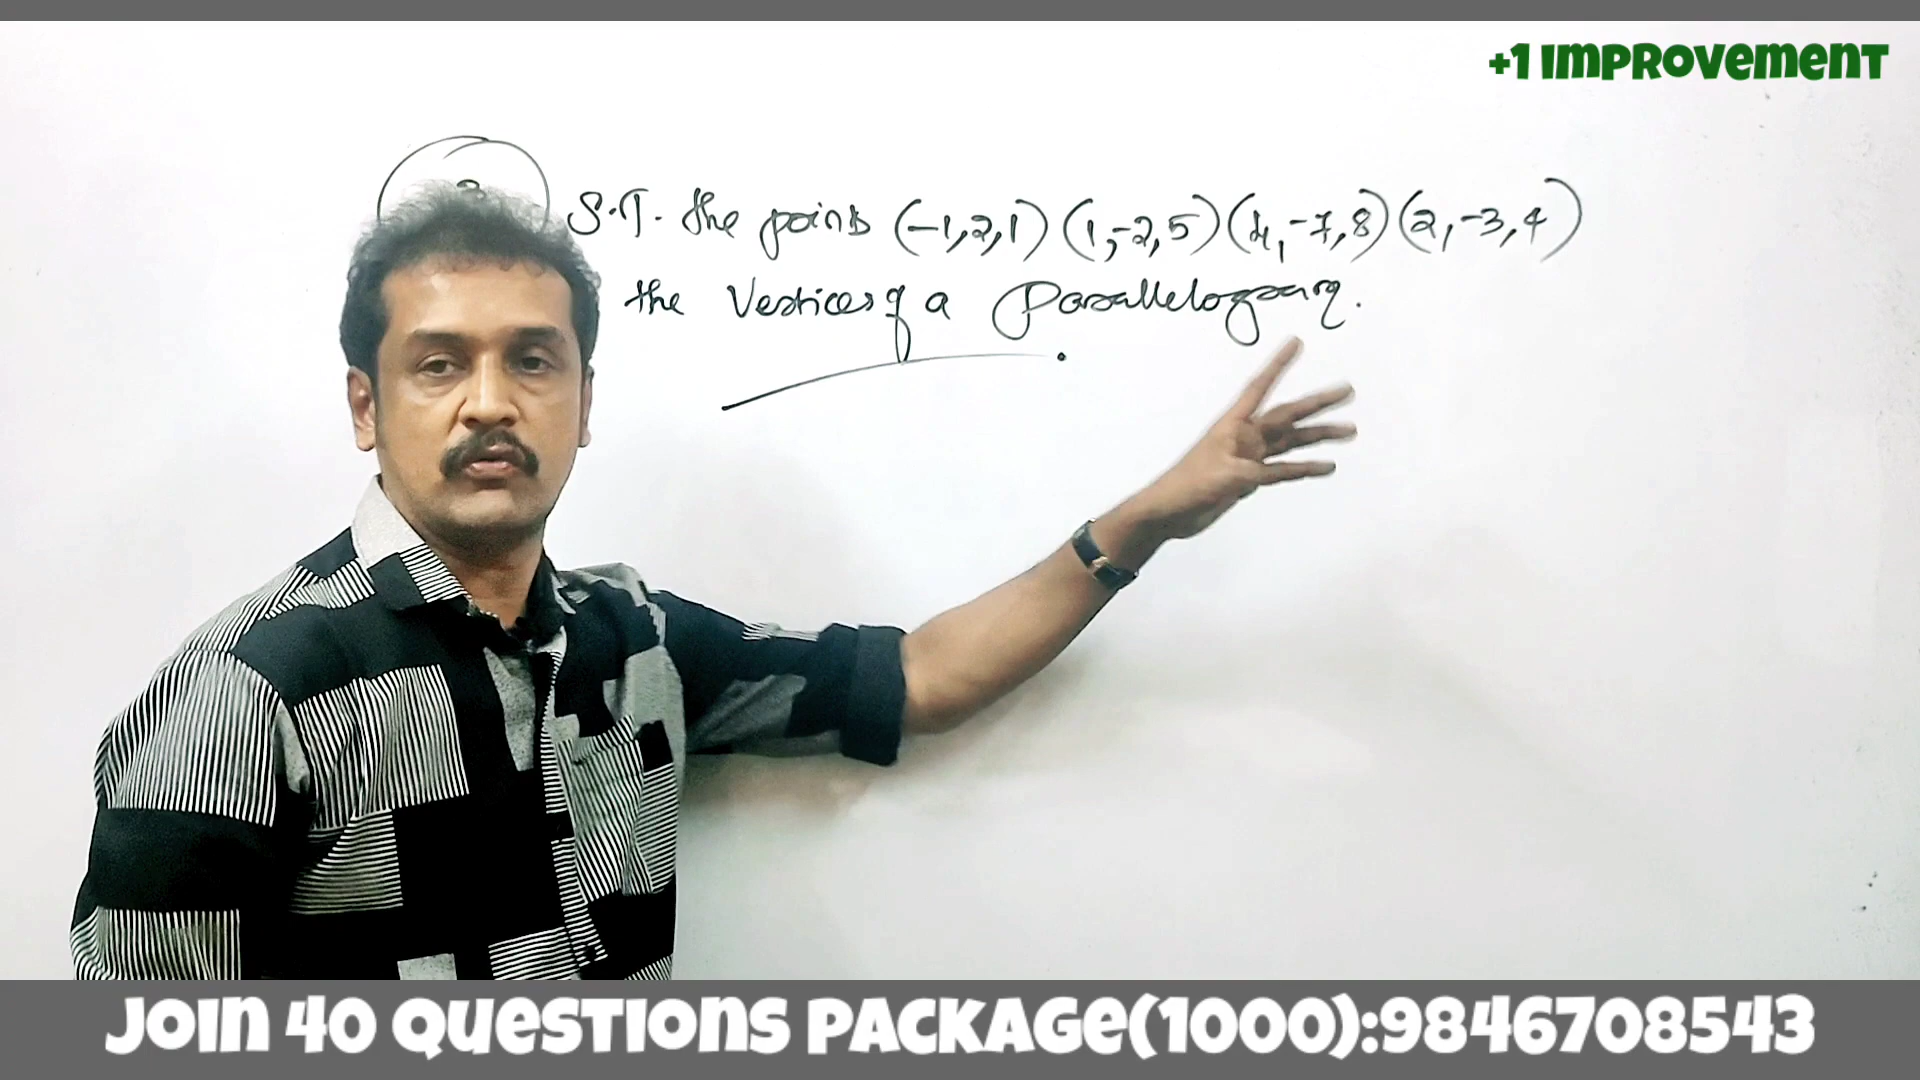 +1 IMPROVEMENT
S.T. the points (-1,2,1) (1,-2,5) (4,-7,8) (2,-3,4)
the Vertices of a Parallelogram.
JOIN 40 QUESTIONS PACKAGE(1000):9846708543